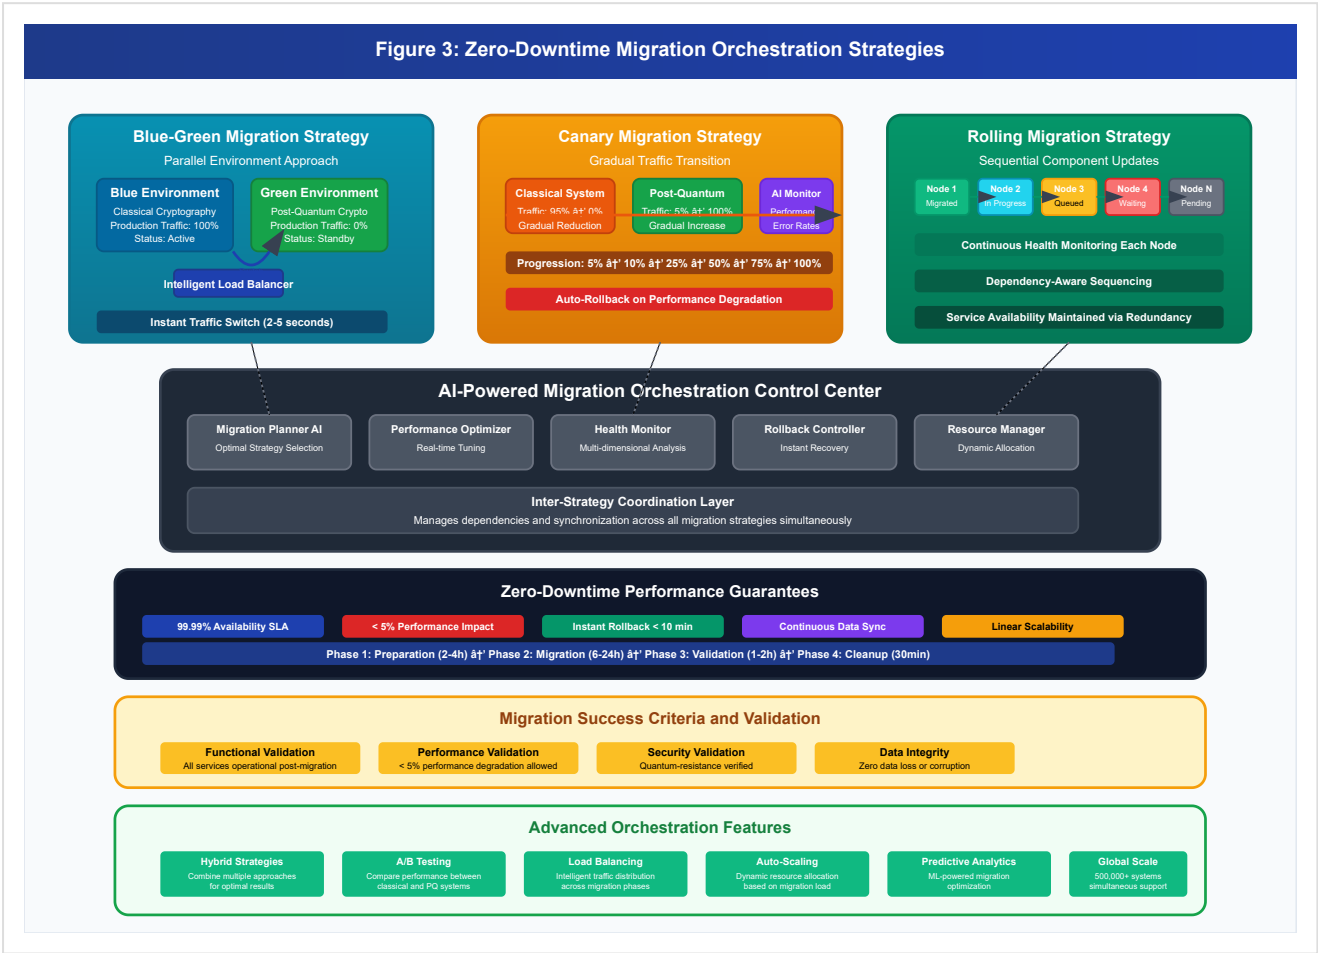 Figure 3: Zero-Downtime Migration Orchestration Strategies
Blue-Green Migration Strategy
Parallel Environment Approach
Blue Environment
Classical Cryptography
Production Traffic: 100%
Status: Active
Green Environment
Post-Quantum Crypto
Production Traffic: 0%
Status: Standby
Intelligent Load Balancer
Instant Traffic Switch (2-5 seconds)
Canary Migration Strategy
Gradual Traffic Transition
Classical System
Traffic: 95% â†’ 0%
Gradual Reduction
Post-Quantum
Traffic: 5% â†’ 100%
Gradual Increase
AI Monitor
Performance
Error Rates
Progression: 5% â†’ 10% â†’ 25% â†’ 50% â†’ 75% â†’ 100%
Auto-Rollback on Performance Degradation
Rolling Migration Strategy
Sequential Component Updates
Node 1
Migrated
Node 2
In Progress
Node 3
Queued
Node 4
Waiting
Node N
Pending
Continuous Health Monitoring Each Node
Dependency-Aware Sequencing
Service Availability Maintained via Redundancy
AI-Powered Migration Orchestration Control Center
Migration Planner AI
Optimal Strategy Selection
Performance Optimizer
Real-time Tuning
Health Monitor
Multi-dimensional Analysis
Rollback Controller
Instant Recovery
Resource Manager
Dynamic Allocation
Inter-Strategy Coordination Layer
Manages dependencies and synchronization across all migration strategies simultaneously
Zero-Downtime Performance Guarantees
99.99% Availability SLA
< 5% Performance Impact
Instant Rollback < 10 min
Continuous Data Sync
Linear Scalability
Phase 1: Preparation (2-4h) â†’ Phase 2: Migration (6-24h) â†’ Phase 3: Validation (1-2h) â†’ Phase 4: Cleanup (30min)
Migration Success Criteria and Validation
Functional Validation
All services operational post-migration
Performance Validation
< 5% performance degradation allowed
Security Validation
Quantum-resistance verified
Data Integrity
Zero data loss or corruption
Advanced Orchestration Features
Hybrid Strategies
Combine multiple approaches
for optimal results
A/B Testing
Compare performance between
classical and PQ systems
Load Balancing
Intelligent traffic distribution
across migration phases
Auto-Scaling
Dynamic resource allocation
based on migration load
Predictive Analytics
ML-powered migration
optimization
Global Scale
500,000+ systems
simultaneous support